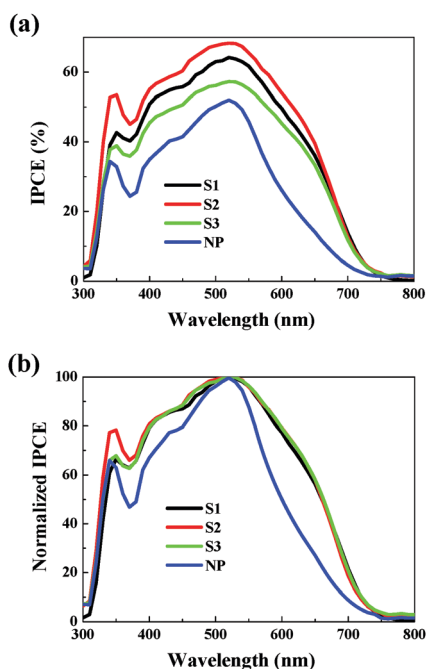 (a)
IPCE (%)
60
40
20
0
S1
S2
S3
NP
300 400 500 600 700 800
Wavelength (nm)
(b)
Normalized IPCE
100
80
60
40
20
0
S1
S2
S3
NP
300 400 500 600 700 800
Wavelength (nm)